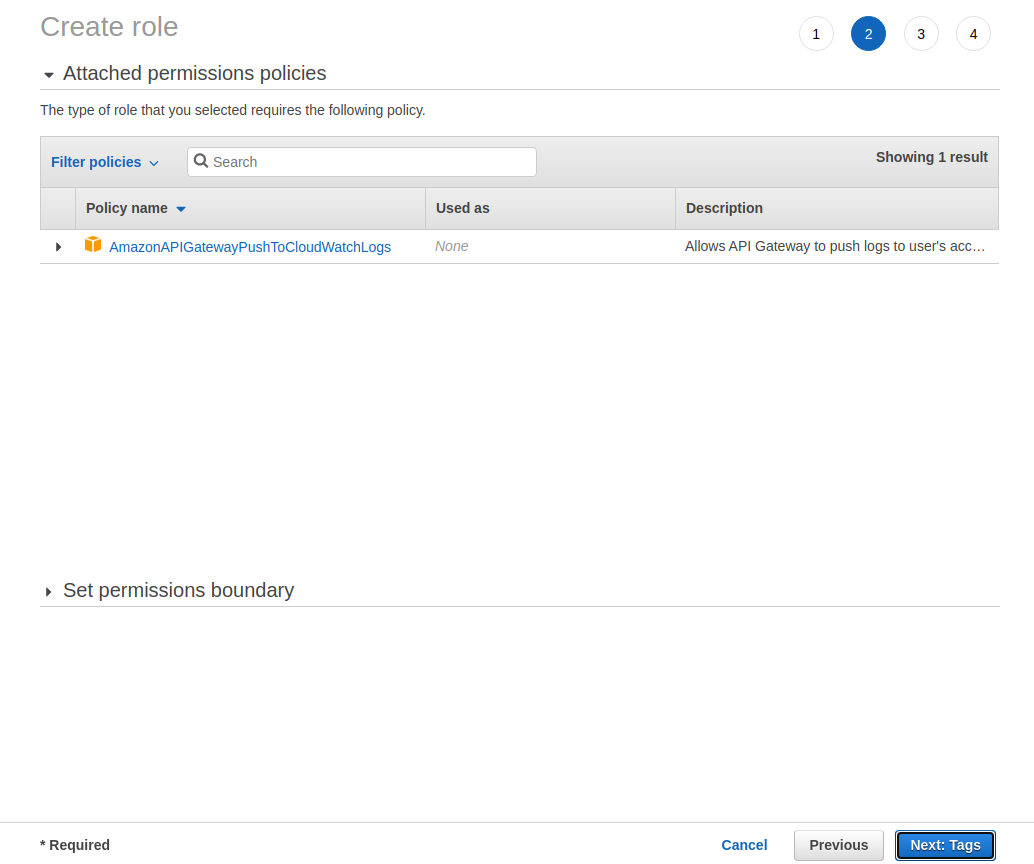 Create role
1 2 3 4
Attached permissions policies
The type of role that you selected requires the following policy.
Filter policies Search Showing 1 result
Policy name Used as Description
AmazonAPIGatewayPushToCloudWatchLogs None Allows API Gateway to push logs to user's acc…
Set permissions boundary
* Required Cancel Previous Next: Tags